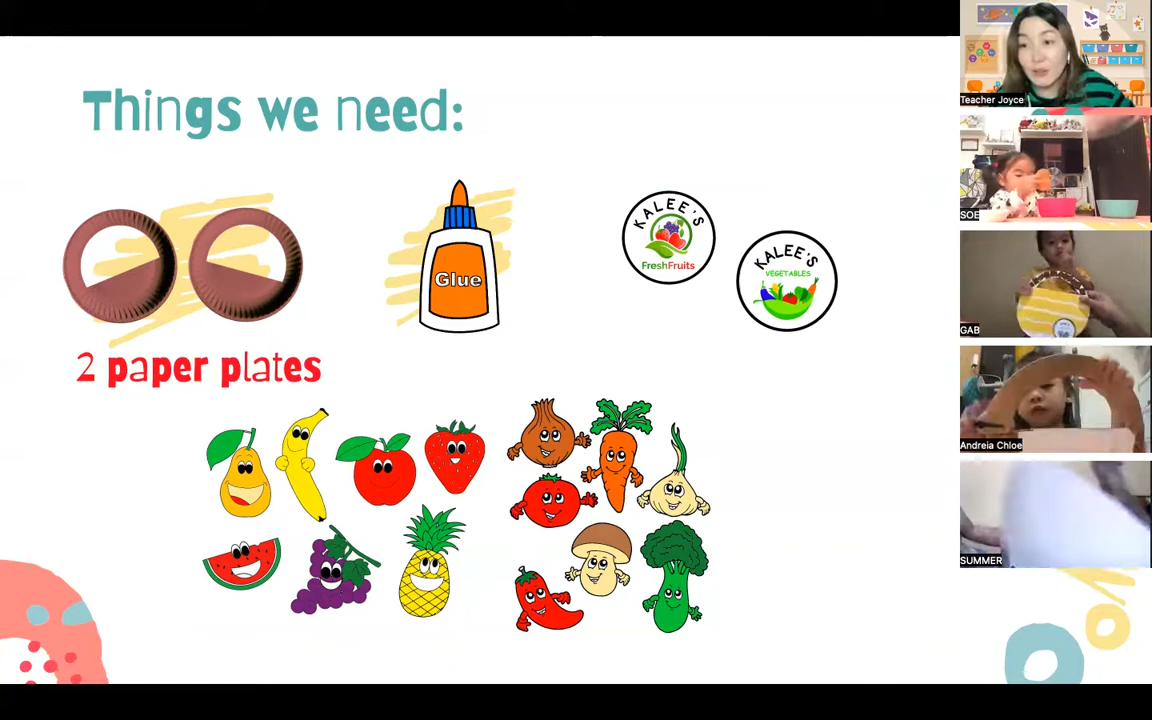 Things we need:
Glue
KALEE'S
FreshFruits
KALEE'S
VEGETABLES
2 paper plates
Teacher Joyce
SOE
GAB
Andreia Chloe
SUMMER